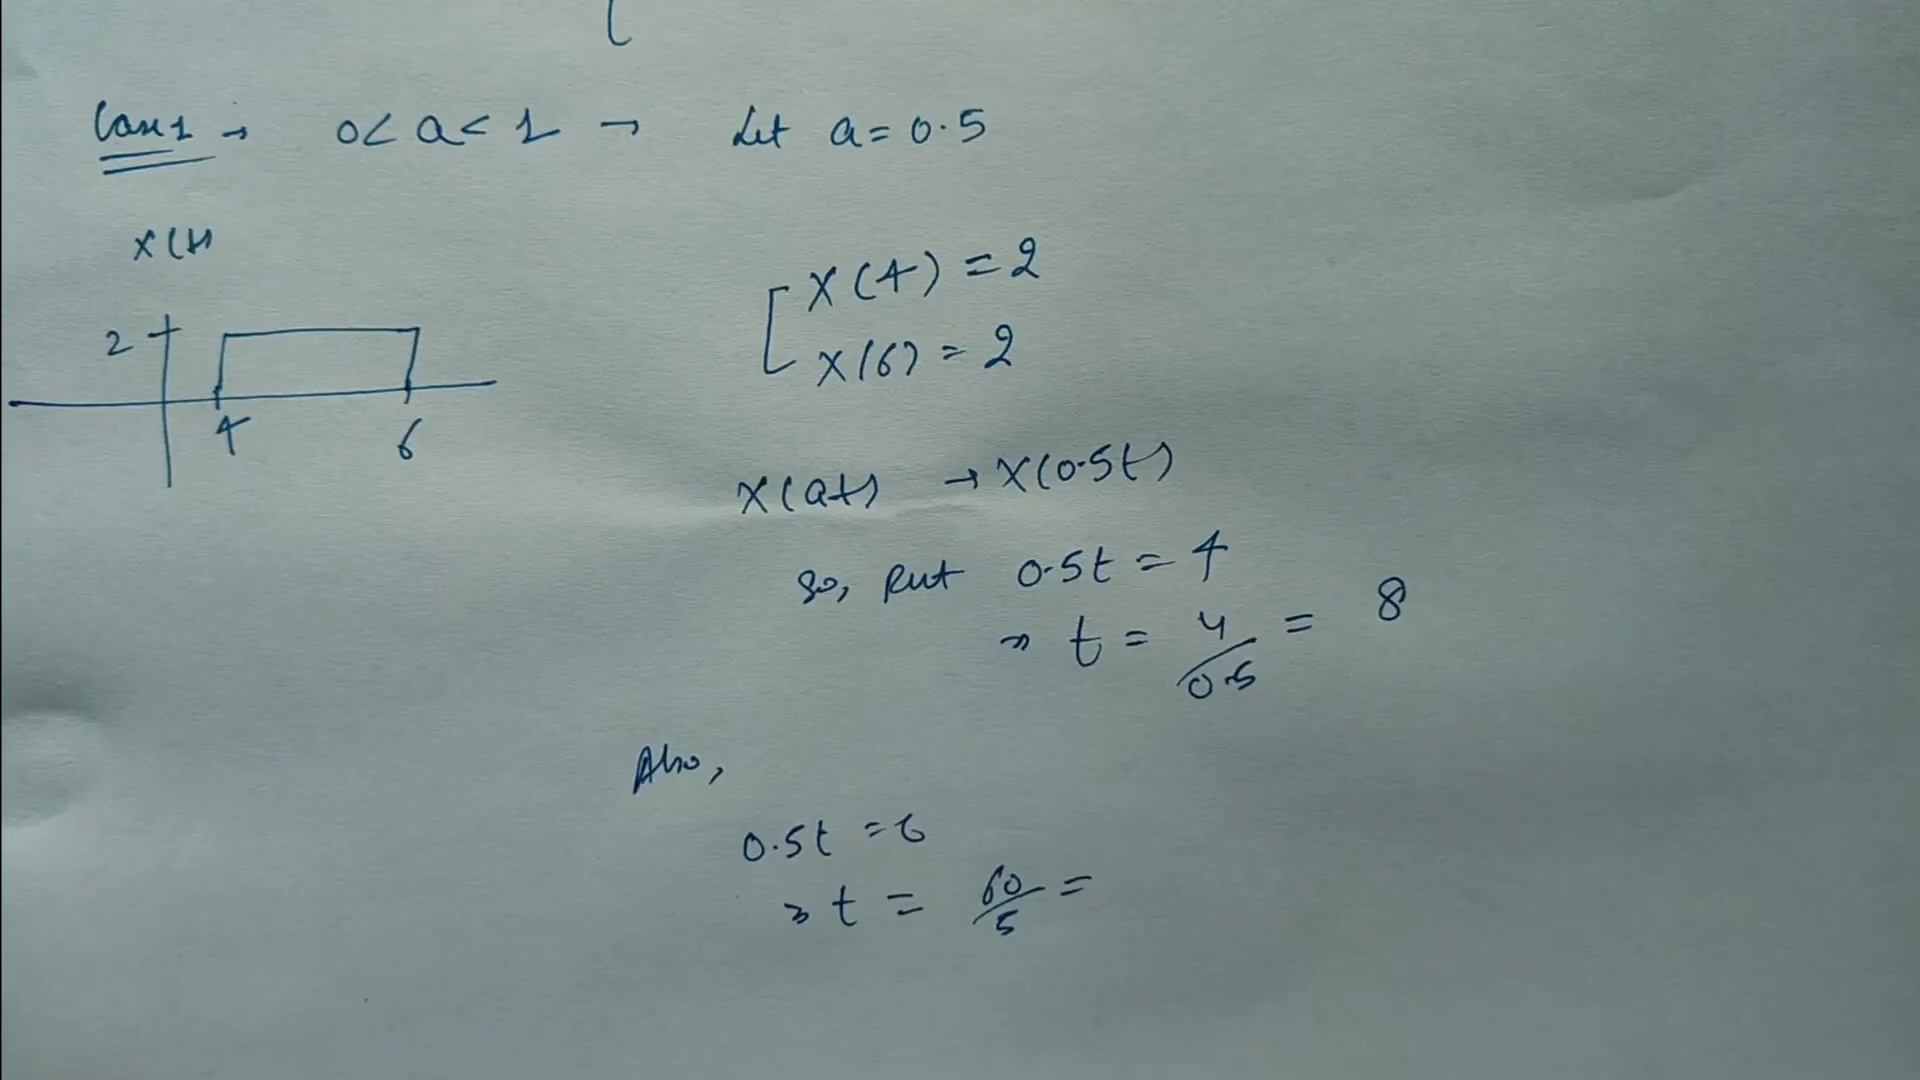 Case 1 → 0 < a < 1 → Let a = 0.5
x(t)
2
4 6
x(4) = 2
x(6) = 2
x(at) → x(0.5t)
so, put 0.5t = 4
⇒ t = 4/0.5 = 8
Also,
0.5t = 6
⇒ t = 60/5 =